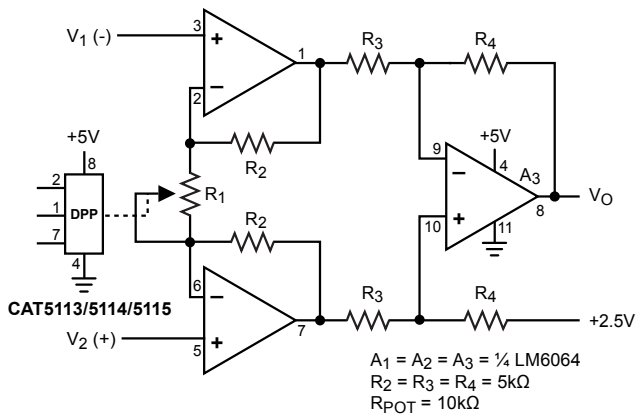 V1 (-)
3
+
1
R3
R4
2
−
+5V
8
R2
+5V
9
−
4
A3
2
DPP
1
R1
7
VO
8
R2
10
+
11
4
CAT5113/5114/5115
6
−
R3
R4
7
+2.5V
V2 (+)
5
+
A1 = A2 = A3 = ¼ LM6064
R2 = R3 = R4 = 5kΩ
RPOT = 10kΩ